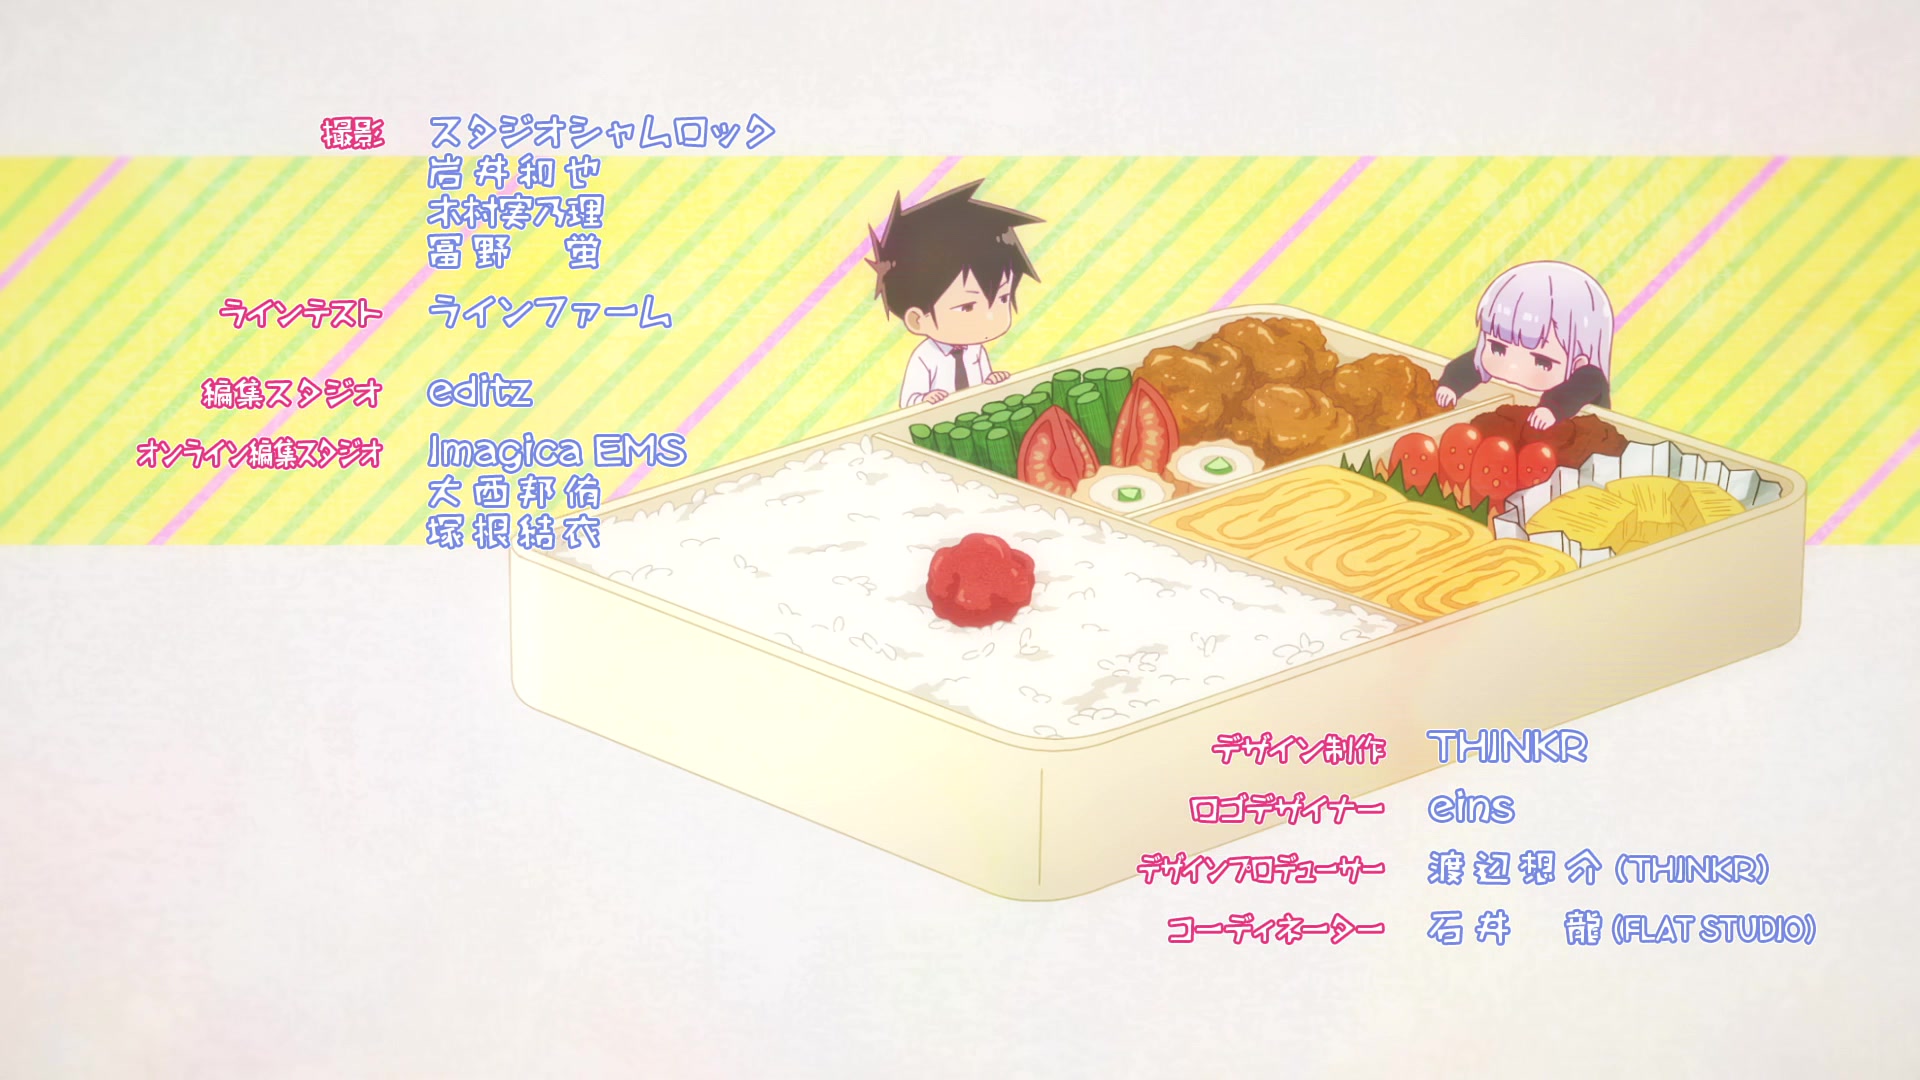 撮影 スタジオシャムロック
岩井和也
木村実乃理
冨野 蛍
ラインテスト ラインファーム
編集スタジオ editz
オンライン編集スタジオ Imagica EMS
大西邦侑
塚根結衣
デザイン制作 THINKR
ロゴデザイナー eins
デザインプロデューサー 渡辺想介 (THINKR)
コーディネーター 石井 龍 (FLAT STUDIO)